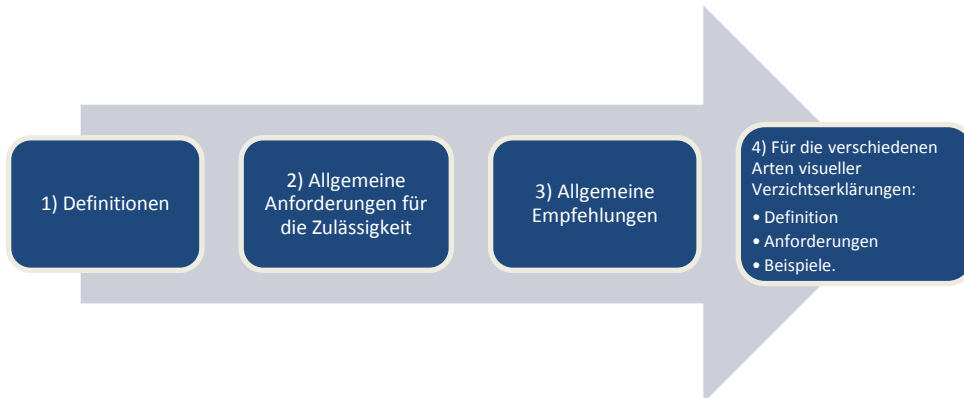 1) Definitionen
2) Allgemeine
Anforderungen für
die Zulässigkeit
3) Allgemeine
Empfehlungen
4) Für die verschiedenen
Arten visueller
Verzichtserklärungen:
• Definition
• Anforderungen
• Beispiele.